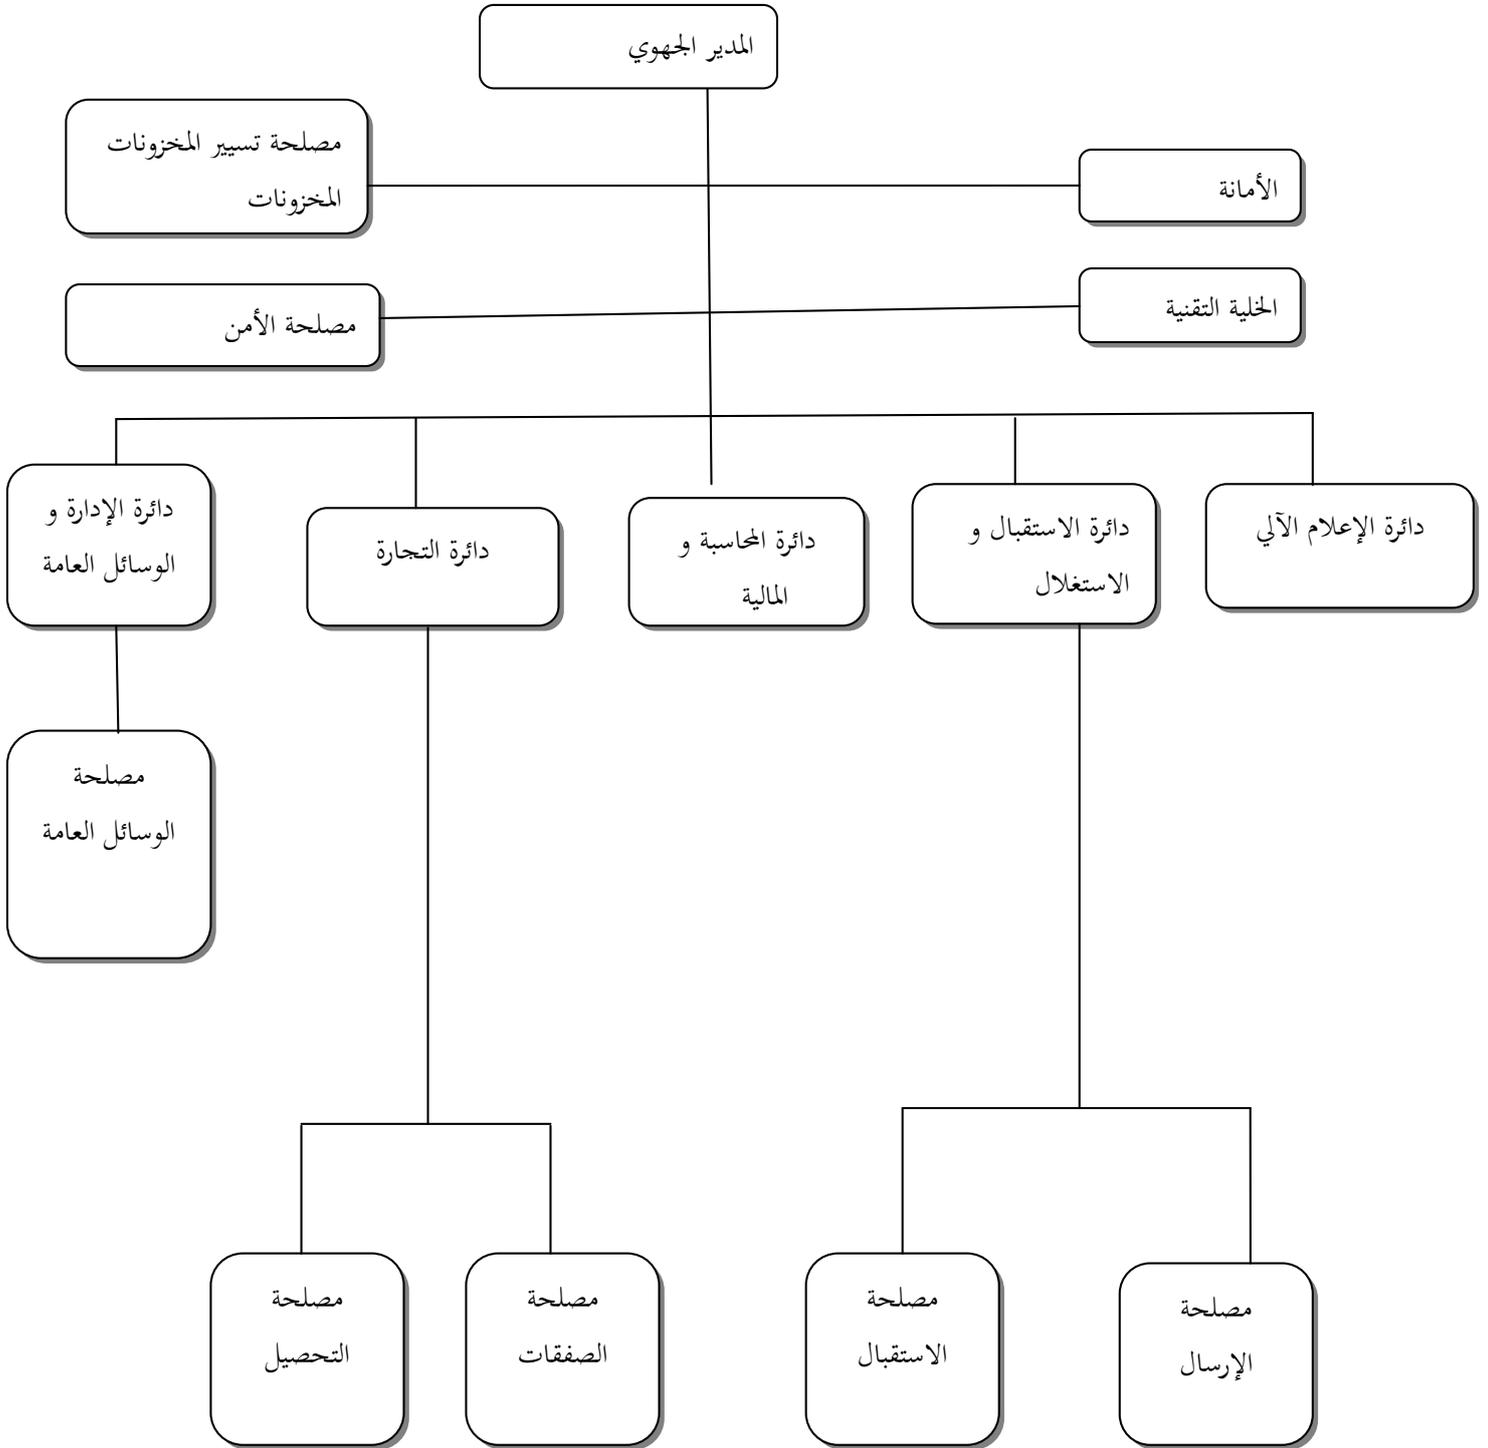 المدير الجهوي
الأمانة
مصلحة تسيير المخزونات
المخزونات
الخلية التقنية
مصلحة الأمن
دائرة الإعلام الآلي
دائرة الاستقبال و
الاستغلال
دائرة المحاسبة و
المالية
دائرة التجارة
دائرة الإدارة و
الوسائل العامة
مصلحة
الوسائل العامة
مصلحة
الإرسال
مصلحة
الاستقبال
مصلحة
الصفقات
مصلحة
التحصيل